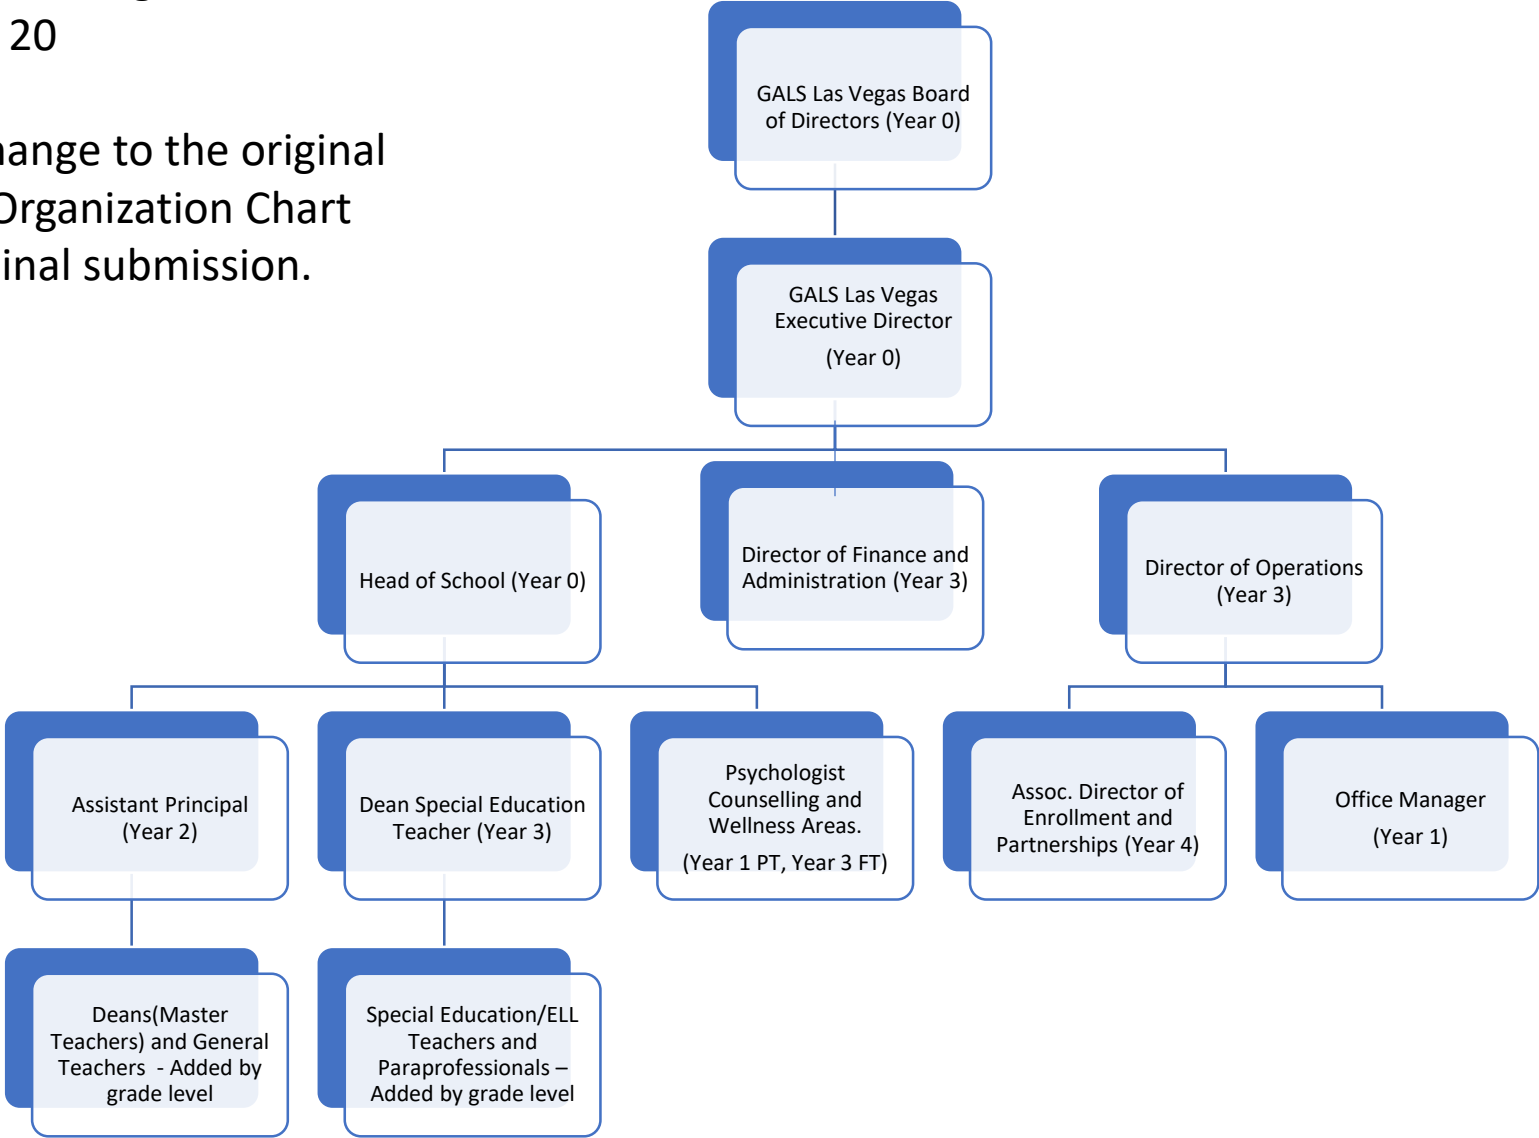 20
to the original
Organization Chart
submission.
GALS Las Vegas Board
of Directors (Year 0)
GALS Las Vegas
Executive Director
(Year 0)
Head of School (Year 0)
Director of Finance and
Administration (Year 3)
Director of Operations
(Year 3)
Assistant Principal
(Year 2)
Dean Special Education
Teacher (Year 3)
Psychologist
Counselling and
Wellness Areas.
(Year 1 PT, Year 3 FT)
Assoc. Director of
Enrollment and
Partnerships (Year 4)
Office Manager
(Year 1)
Deans(Master
Teachers) and General
Teachers  - Added by
grade level
Special Education/ELL
Teachers and
Paraprofessionals –
Added by grade level